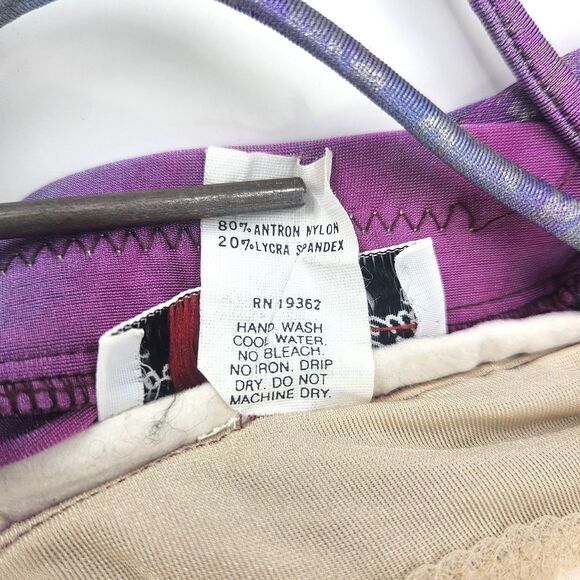 80% ANTRON NYLON
20% LYCRA SPANDEX
RN 19362
HAND WASH
COOL WATER.
NO BLEACH.
NO IRON. DRIP
DRY. DO NOT
MACHINE DRY.